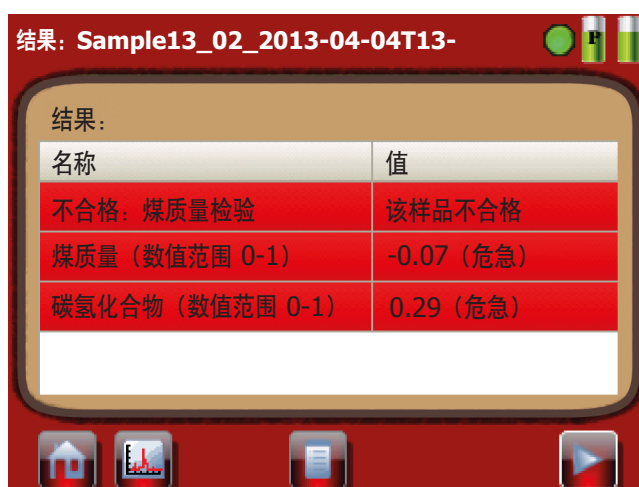 结果：Sample13_02_2013-04-04T13-
P
结果：
名称 值
不合格：煤质量检验 该样品不合格
煤质量（数值范围 0-1） -0.07（危急）
碳氢化合物（数值范围 0-1） 0.29（危急）